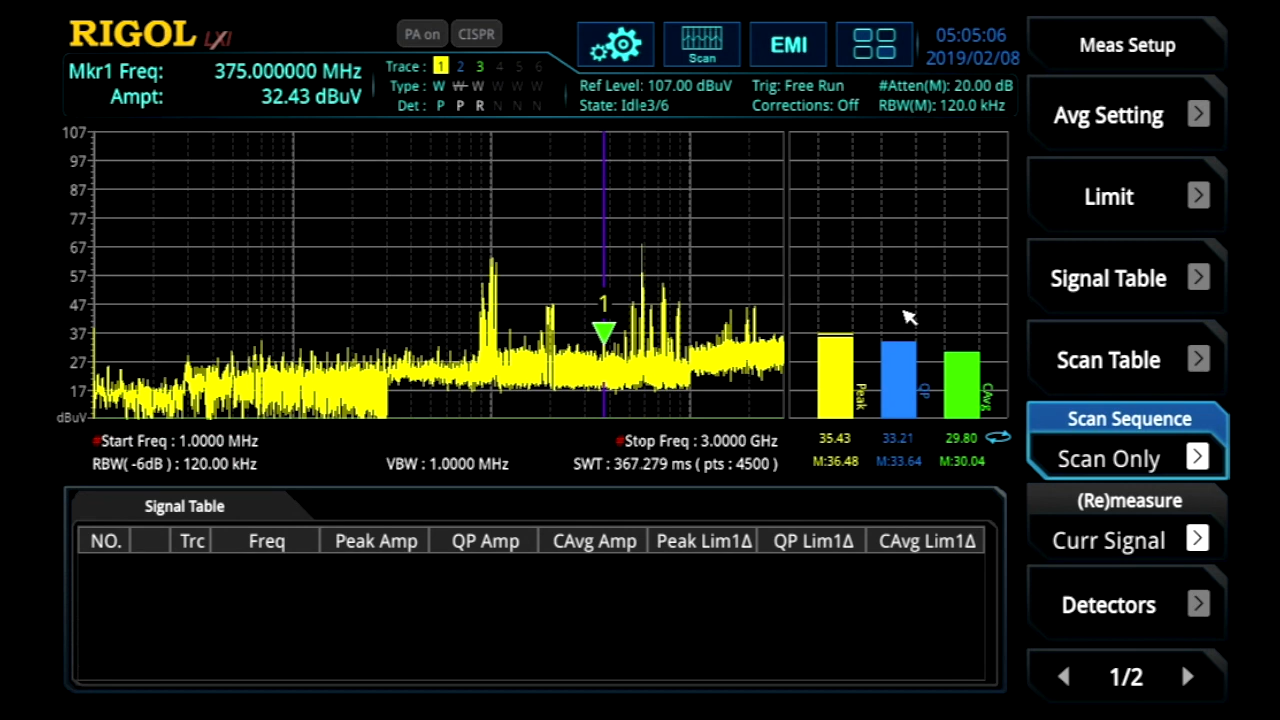 RIGOL LXI
PA on CISPR
Scan
EMI
05:05:06
2019/02/08
Mkr1 Freq: 375.000000 MHz
Ampt: 32.43 dBuV
Trace: 1 2 3 4 5 6
Type: W W W W W W
Det: P P R N N N
Ref Level: 107.00 dBuV Trig: Free Run #Atten(M): 20.00 dB
State: Idle3/6 Corrections: Off RBW(M): 120.0 kHz
107
97
87
77
67
57
47
37
27
17
dBuV
1
Peak
QP
CAvg
#Start Freq : 1.0000 MHz
#Stop Freq : 3.0000 GHz
RBW( -6dB ) : 120.00 kHz
VBW : 1.0000 MHz
SWT : 367.279 ms ( pts : 4500 )
35.43 33.21 29.80
M:36.48 M:33.64 M:30.04
Signal Table
NO. Trc Freq Peak Amp QP Amp CAvg Amp Peak Lim1Δ QP Lim1Δ CAvg Lim1Δ
Meas Setup
Avg Setting
Limit
Signal Table
Scan Table
Scan Sequence
Scan Only
(Re)measure
Curr Signal
Detectors
1/2